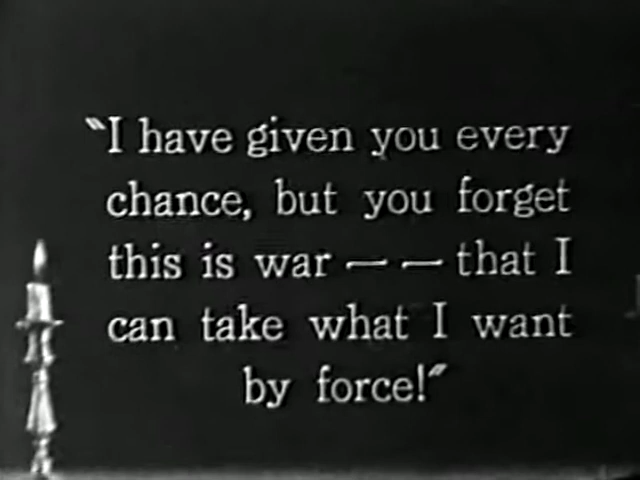 "I have given you every
chance, but you forget
this is war — — that I
can take what I want
by force!"